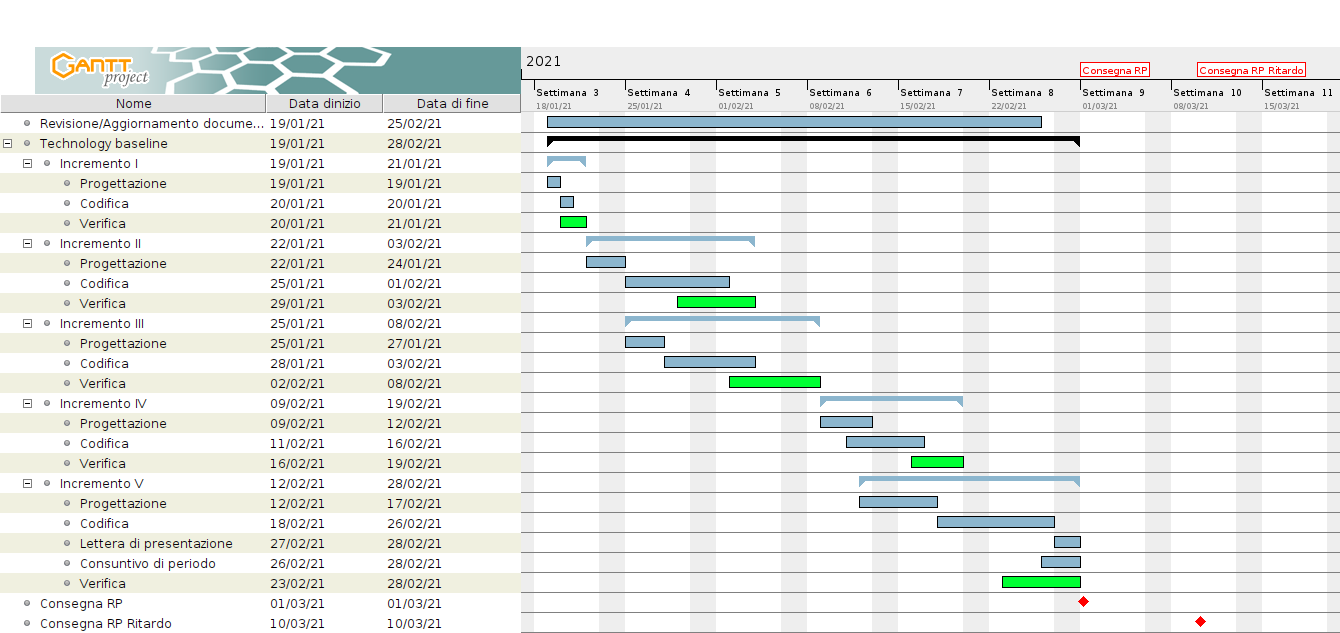 GANTT
project
2021
Consegna RP
Consegna RP Ritardo
Settimana 3 Settimana 4 Settimana 5 Settimana 6 Settimana 7 Settimana 8 Settimana 9 Settimana 10 Settimana 11
18/01/21 25/01/21 01/02/21 08/02/21 15/02/21 22/02/21 01/03/21 08/03/21 15/03/21
Nome Data dinizio Data di fine
Revisione/Aggiornamento docume... 19/01/21 25/02/21
Technology baseline 19/01/21 28/02/21
Incremento I 19/01/21 21/01/21
Progettazione 19/01/21 19/01/21
Codifica 20/01/21 20/01/21
Verifica 20/01/21 21/01/21
Incremento II 22/01/21 03/02/21
Progettazione 22/01/21 24/01/21
Codifica 25/01/21 01/02/21
Verifica 29/01/21 03/02/21
Incremento III 25/01/21 08/02/21
Progettazione 25/01/21 27/01/21
Codifica 28/01/21 03/02/21
Verifica 02/02/21 08/02/21
Incremento IV 09/02/21 19/02/21
Progettazione 09/02/21 12/02/21
Codifica 11/02/21 16/02/21
Verifica 16/02/21 19/02/21
Incremento V 12/02/21 28/02/21
Progettazione 12/02/21 17/02/21
Codifica 18/02/21 26/02/21
Lettera di presentazione 27/02/21 28/02/21
Consuntivo di periodo 26/02/21 28/02/21
Verifica 23/02/21 28/02/21
Consegna RP 01/03/21 01/03/21
Consegna RP Ritardo 10/03/21 10/03/21